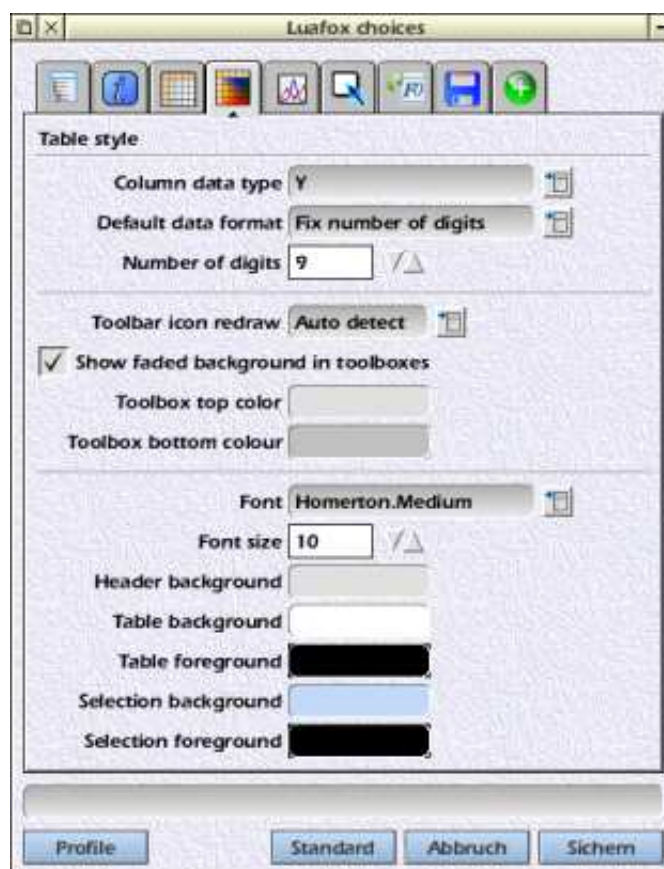 Luafox choices
Table style
Column data type Y
Default data format Fix number of digits
Number of digits 9
Toolbar icon redraw Auto detect
Show faded background in toolboxes
Toolbox top color
Toolbox bottom colour
Font Homerton.Medium
Font size 10
Header background
Table background
Table foreground
Selection background
Selection foreground
Profile Standard Abbruch Sichern